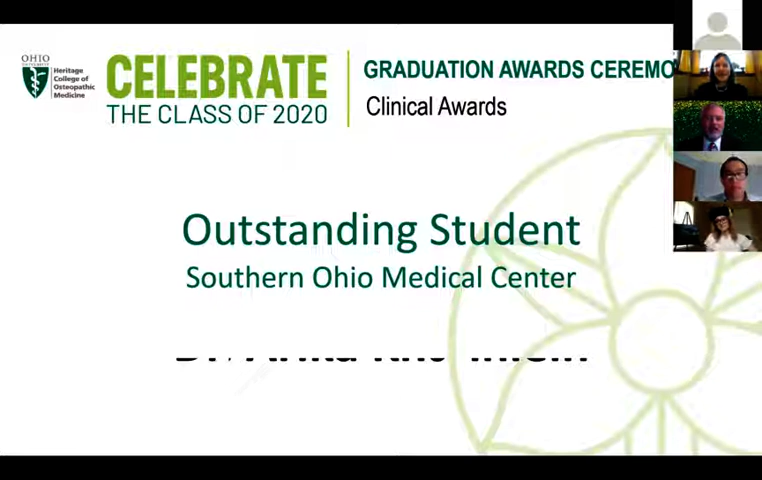 OHIO
UNIVERSITY
Heritage
College of
Osteopathic
Medicine
CELEBRATE
THE CLASS OF 2020
GRADUATION AWARDS CEREMO
Clinical Awards
Outstanding Student
Southern Ohio Medical Center